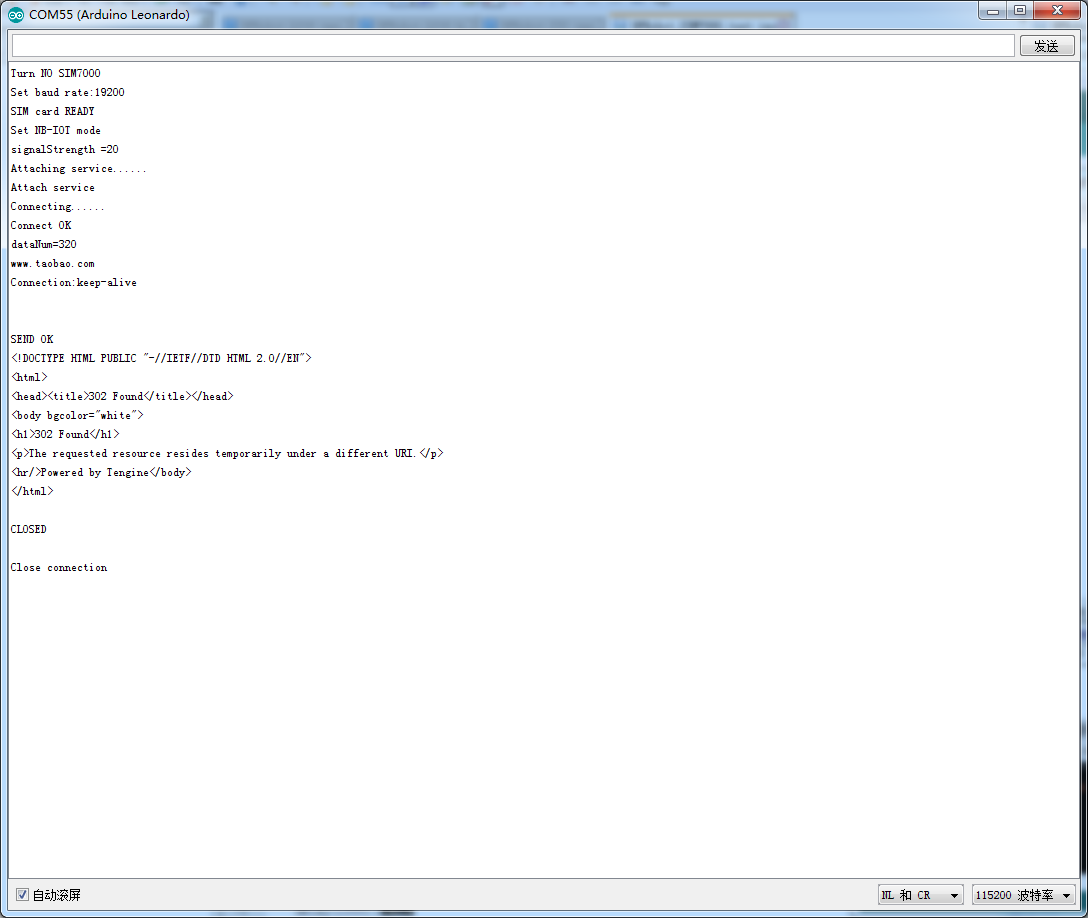 COM55 (Arduino Leonardo)
发送
Turn NO SIM7000
Set baud rate:19200
SIM card READY
Set NB-IOT mode
signalStrength =20
Attaching service......
Attach service
Connecting......
Connect OK
dataNum=320
www.taobao.com
Connection:keep-alive
SEND OK
<!DOCTYPE HTML PUBLIC "-//IETF//DTD HTML 2.0//EN">
<html>
<head><title>302 Found</title></head>
<body bgcolor="white">
<h1>302 Found</h1>
<p>The requested resource resides temporarily under a different URI.</p>
<hr/>Powered by Tengine</body>
</html>
CLOSED
Close connection
自动滚屏
NL 和 CR
115200 波特率